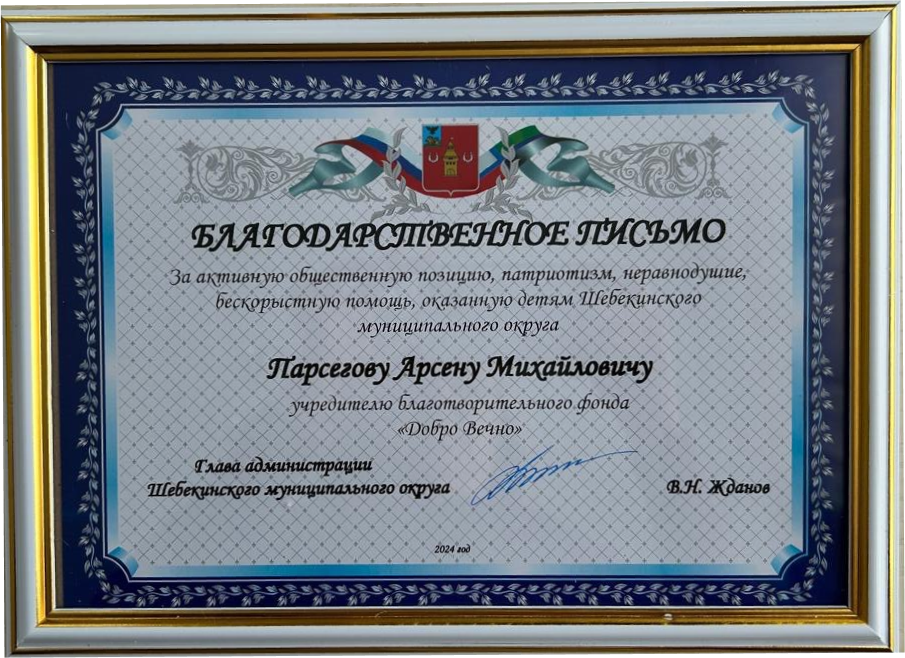 БЛАГОДАРСТВЕННОЕ ПИСЬМО
За активную общественную позицию, патриотизм, неравнодушие,
бескорыстную помощь, оказанную детям Шебекинского
муниципального округа
Парсегову Арсену Михайловичу
учредителю благотворительного фонда
«Добро Вечно»
Глава администрации
Шебекинского муниципального округа
В.Н. Жданов
2024 год